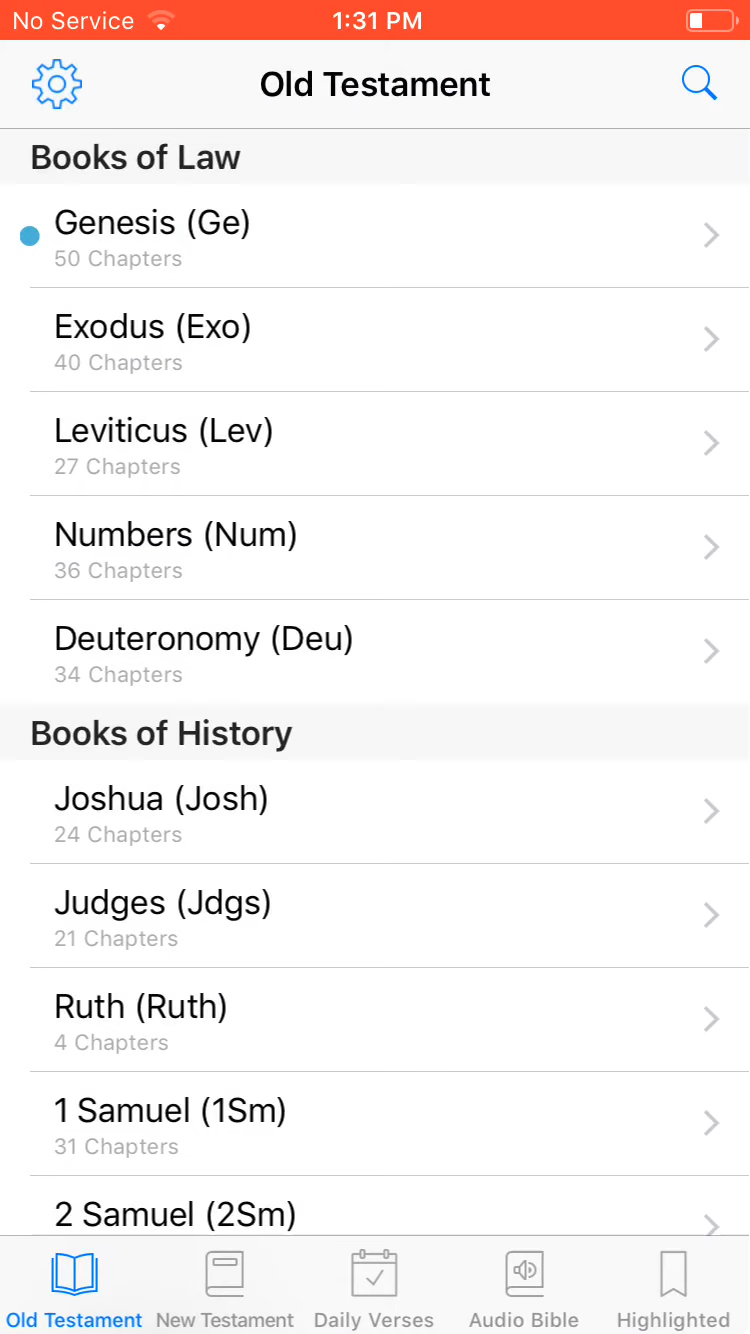 No Service 1:31 PM
Old Testament
Books of Law
Genesis (Ge)
50 Chapters
Exodus (Exo)
40 Chapters
Leviticus (Lev)
27 Chapters
Numbers (Num)
36 Chapters
Deuteronomy (Deu)
34 Chapters
Books of History
Joshua (Josh)
24 Chapters
Judges (Jdgs)
21 Chapters
Ruth (Ruth)
4 Chapters
1 Samuel (1Sm)
31 Chapters
2 Samuel (2Sm)
Old Testament New Testament Daily Verses Audio Bible Highlighted